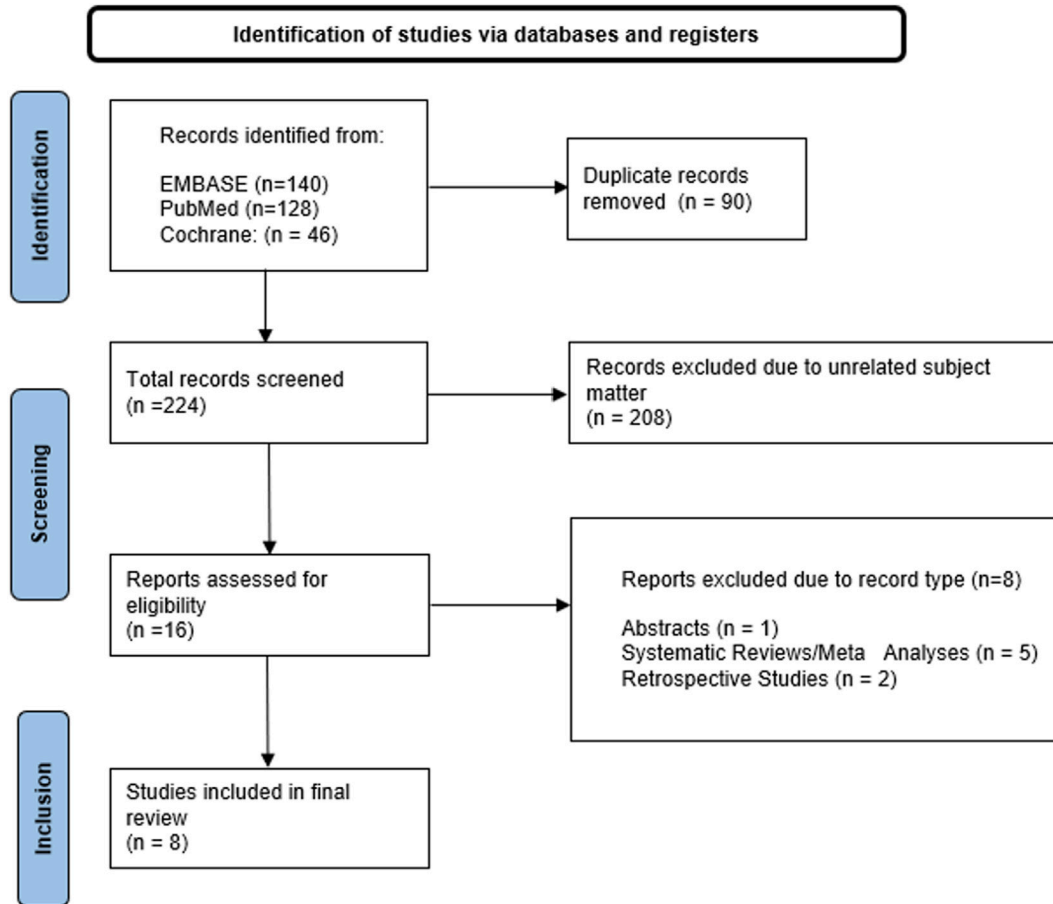 Identification of studies via databases and registers
Identification
Records identified from:
EMBASE (n=140)
PubMed (n=128)
Cochrane: (n = 46)
Duplicate records
removed (n = 90)
Screening
Total records screened
(n =224)
Records excluded due to unrelated subject
matter
(n = 208)
Reports assessed for
eligibility
(n =16)
Reports excluded due to record type (n=8)
Abstracts (n = 1)
Systematic Reviews/Meta Analyses (n = 5)
Retrospective Studies (n = 2)
Inclusion
Studies included in final
review
(n = 8)